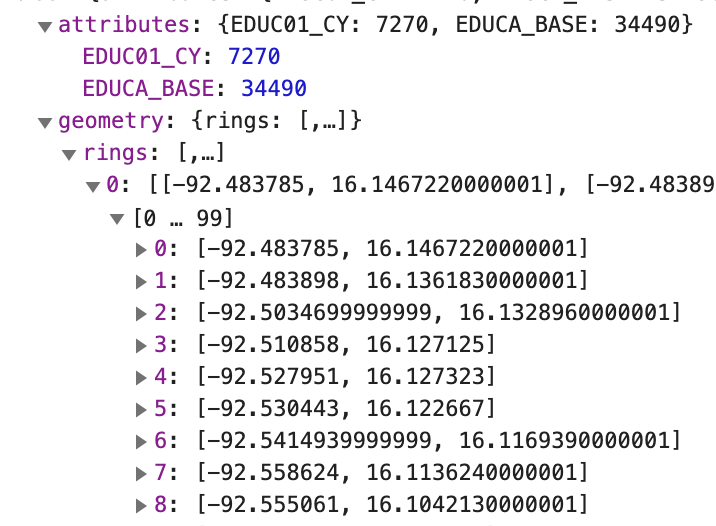 attributes: {EDUC01_CY: 7270, EDUCA_BASE: 34490}
EDUC01_CY: 7270
EDUCA_BASE: 34490
geometry: {rings: [,…]}
rings: [,…]
0: [[-92.483785, 16.1467220000001], [-92.48389
[0 … 99]
0: [-92.483785, 16.1467220000001]
1: [-92.483898, 16.1361830000001]
2: [-92.5034699999999, 16.1328960000001]
3: [-92.510858, 16.127125]
4: [-92.527951, 16.127323]
5: [-92.530443, 16.122667]
6: [-92.5414939999999, 16.1169390000001]
7: [-92.558624, 16.1136240000001]
8: [-92.555061, 16.1042130000001]